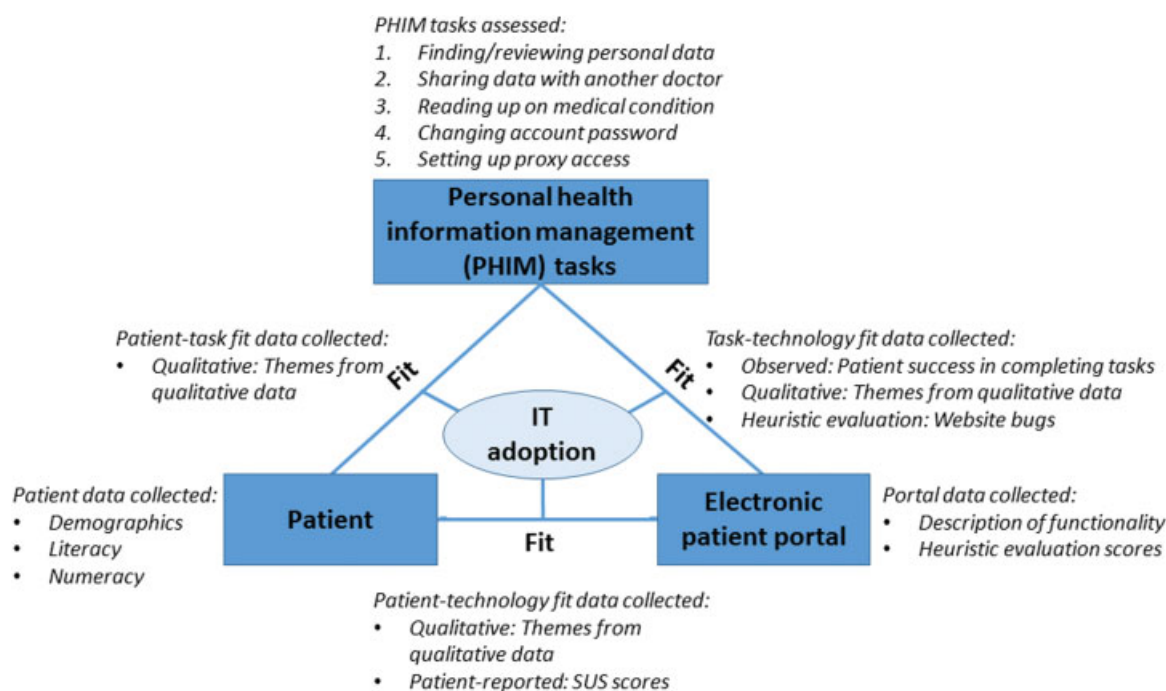 PHIM tasks assessed:
1. Finding/reviewing personal data
2. Sharing data with another doctor
3. Reading up on medical condition
4. Changing account password
5. Setting up proxy access
Personal health
information management
(PHIM) tasks
Patient-task fit data collected:
• Qualitative: Themes from
qualitative data
Fit
Task-technology fit data collected:
• Observed: Patient success in completing tasks
• Qualitative: Themes from qualitative data
• Heuristic evaluation: Website bugs
Fit
IT
adoption
Patient data collected:
• Demographics
• Literacy
• Numeracy
Patient
Fit
Electronic
patient portal
Portal data collected:
• Description of functionality
• Heuristic evaluation scores
Patient-technology fit data collected:
• Qualitative: Themes from
qualitative data
• Patient-reported: SUS scores